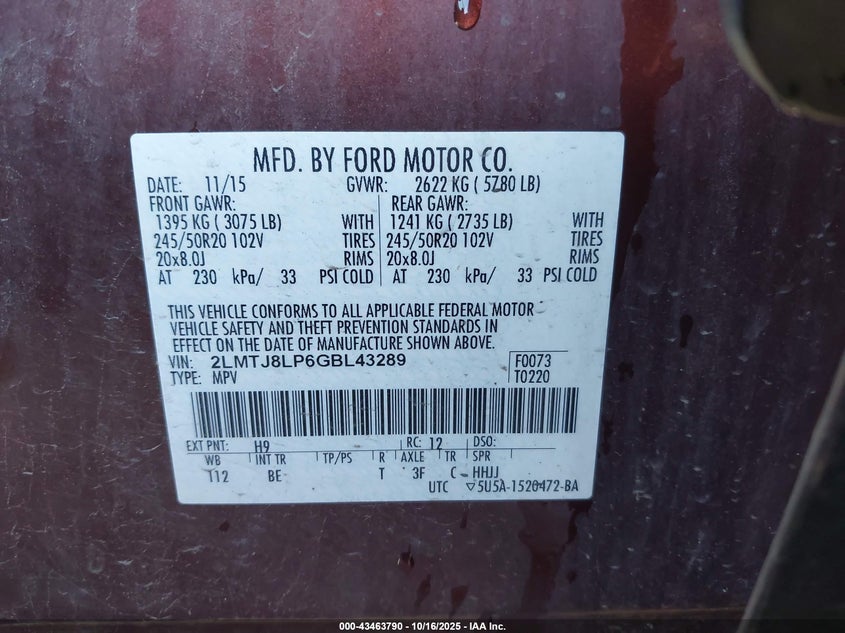 MFD. BY FORD MOTOR CO.
DATE: 11/15 GVWR: 2622 KG ( 5780 LB)
FRONT GAWR: REAR GAWR:
1395 KG ( 3075 LB) WITH 1241 KG ( 2735 LB) WITH
245/50R20 102V TIRES 245/50R20 102V TIRES
20x8.0J RIMS 20x8.0J RIMS
AT 230 kPa/ 33 PSI COLD AT 230 kPa/ 33 PSI COLD
THIS VEHICLE CONFORMS TO ALL APPLICABLE FEDERAL MOTOR
VEHICLE SAFETY AND THEFT PREVENTION STANDARDS IN
EFFECT ON THE DATE OF MANUFACTURE SHOWN ABOVE.
VIN: 2LMTJ8LP6GBL43289 F0073
TYPE: MPV T0220
EXT PNT: H9 RC: 12 DSO:
WB INT TR TP/PS R AXLE TR SPR
112 BE T 3F C HHJJ
UTC ▽5U5A-1520472-BA
000-43463790 - 10/16/2025 - IAA Inc.